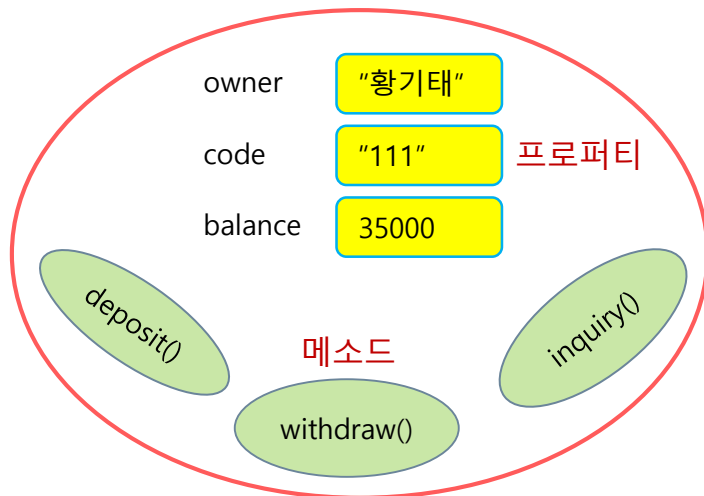 owner "황기태"
code "111" 프로퍼티
balance 35000
deposit()
inquiry()
메소드
withdraw()